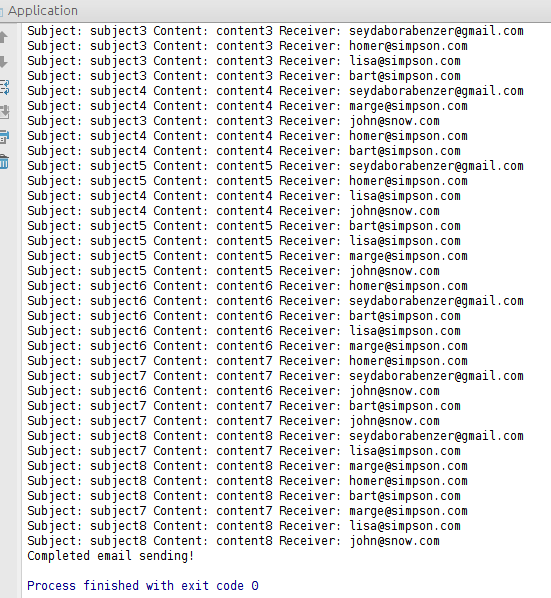 Application
Subject: subject3 Content: content3 Receiver: seydaborabenzer@gmail.com
Subject: subject3 Content: content3 Receiver: homer@simpson.com
Subject: subject3 Content: content3 Receiver: lisa@simpson.com
Subject: subject3 Content: content3 Receiver: bart@simpson.com
Subject: subject4 Content: content4 Receiver: seydaborabenzer@gmail.com
Subject: subject4 Content: content4 Receiver: marge@simpson.com
Subject: subject3 Content: content3 Receiver: john@snow.com
Subject: subject4 Content: content4 Receiver: homer@simpson.com
Subject: subject4 Content: content4 Receiver: bart@simpson.com
Subject: subject5 Content: content5 Receiver: seydaborabenzer@gmail.com
Subject: subject5 Content: content5 Receiver: homer@simpson.com
Subject: subject4 Content: content4 Receiver: lisa@simpson.com
Subject: subject4 Content: content4 Receiver: john@snow.com
Subject: subject5 Content: content5 Receiver: bart@simpson.com
Subject: subject5 Content: content5 Receiver: lisa@simpson.com
Subject: subject5 Content: content5 Receiver: marge@simpson.com
Subject: subject5 Content: content5 Receiver: john@snow.com
Subject: subject6 Content: content6 Receiver: homer@simpson.com
Subject: subject6 Content: content6 Receiver: seydaborabenzer@gmail.com
Subject: subject6 Content: content6 Receiver: bart@simpson.com
Subject: subject6 Content: content6 Receiver: lisa@simpson.com
Subject: subject6 Content: content6 Receiver: marge@simpson.com
Subject: subject7 Content: content7 Receiver: homer@simpson.com
Subject: subject7 Content: content7 Receiver: seydaborabenzer@gmail.com
Subject: subject6 Content: content6 Receiver: john@snow.com
Subject: subject7 Content: content7 Receiver: bart@simpson.com
Subject: subject7 Content: content7 Receiver: john@snow.com
Subject: subject8 Content: content8 Receiver: seydaborabenzer@gmail.com
Subject: subject7 Content: content7 Receiver: lisa@simpson.com
Subject: subject8 Content: content8 Receiver: marge@simpson.com
Subject: subject8 Content: content8 Receiver: homer@simpson.com
Subject: subject8 Content: content8 Receiver: bart@simpson.com
Subject: subject7 Content: content7 Receiver: marge@simpson.com
Subject: subject8 Content: content8 Receiver: lisa@simpson.com
Subject: subject8 Content: content8 Receiver: john@snow.com
Completed email sending!
Process finished with exit code 0